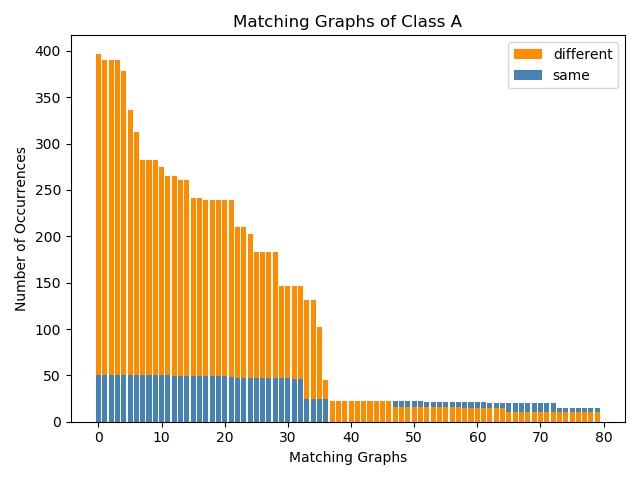 Matching Graphs of Class A
different
same
Number of Occurrences
400
350
300
250
200
150
100
50
0
0 10 20 30 40 50 60 70 80
Matching Graphs